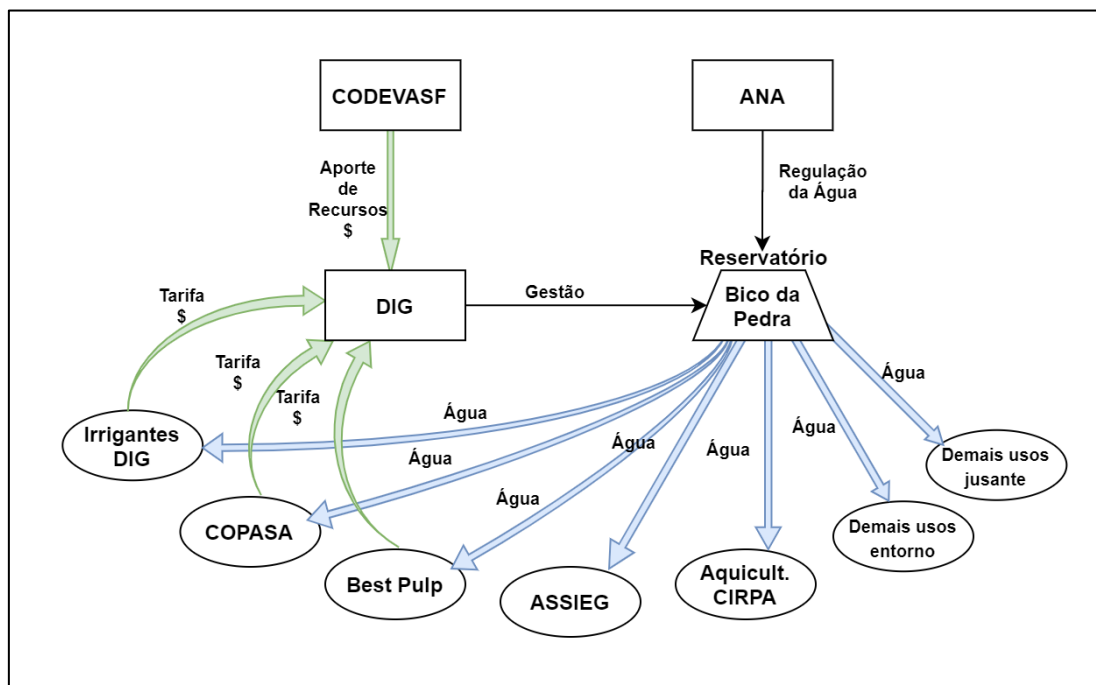 CODEVASF
ANA
Aporte
de
Recursos
$
Regulação
da Água
Reservatório
Tarifa
$
DIG
Gestão
Bico da
Pedra
Tarifa
$
Tarifa
$
Água
Irrigantes
DIG
Água
Água
Água
Água
Água
Água
Demais usos
jusante
COPASA
Demais usos
entorno
Best Pulp
ASSIEG
Aquicult.
CIRPA